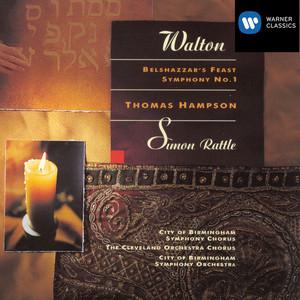 WARNER
CLASSICS
Walton
BELSHAZZAR'S FEAST
SYMPHONY NO.1
THOMAS HAMPSON
Simon Rattle
CITY OF BIRMINGHAM
SYMPHONY CHORUS
THE CLEVELAND ORCHESTRA CHORUS
CITY OF BIRMINGHAM
SYMPHONY ORCHESTRA